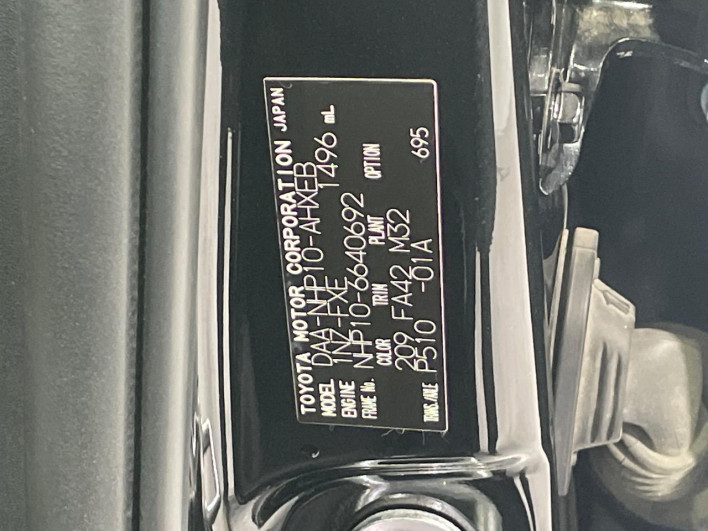 TOYOTA MOTOR CORPORATION JAPAN
MODEL DAA-NHP10-AHXEB
ENGINE 1NZ-FXE 1496 mL
FRAME No. NHP10-6640692
COLOR TRIM PLANT OPTION
209 FA42 M32 695
TRANS./AXLE P510 -01A